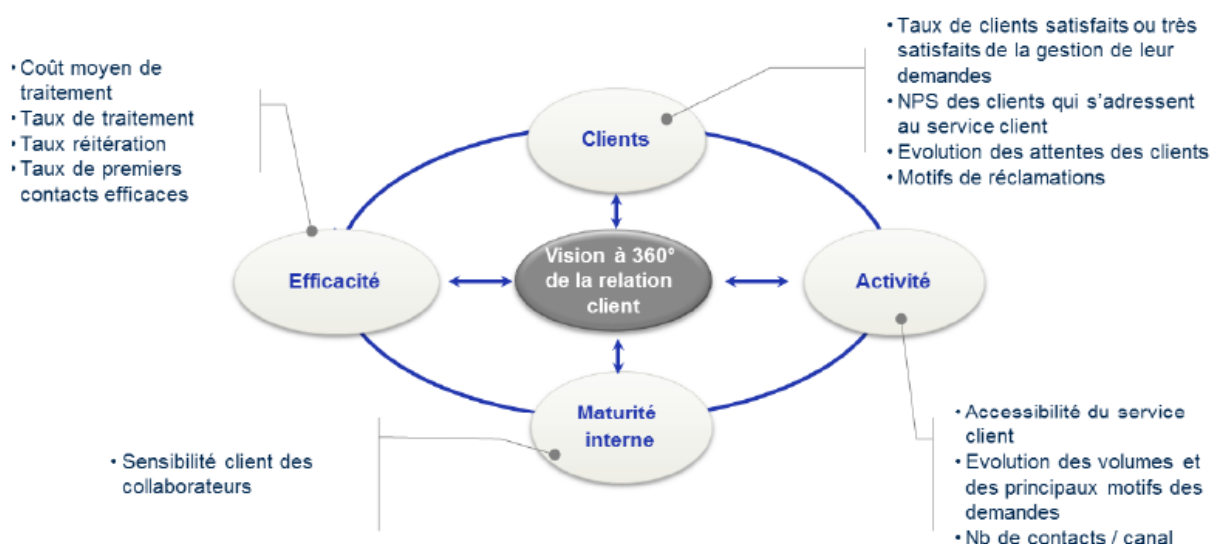 • Coût moyen de
traitement
• Taux de traitement
• Taux réitération
• Taux de premiers
contacts efficaces
• Taux de clients satisfaits ou très
satisfaits de la gestion de leur
demandes
• NPS des clients qui s'adressent
au service client
• Evolution des attentes des clients
• Motifs de réclamations
Clients
Efficacité
Vision à 360°
de la relation
client
Activité
Maturité
interne
• Sensibilité client des
collaborateurs
• Accessibilité du service
client
• Evolution des volumes et
des principaux motifs des
demandes
• Nb de contacts / canal